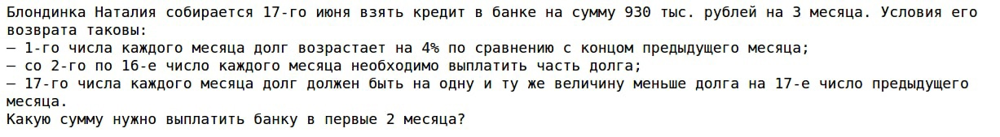 Блондинка Наталия собирается 17-го июня взять кредит в банке на сумму 930 тыс. рублей на 3 месяца. Условия его
возврата таковы:
— 1-го числа каждого месяца долг возрастает на 4% по сравнению с концом предыдущего месяца;
— со 2-го по 16-е число каждого месяца необходимо выплатить часть долга;
— 17-го числа каждого месяца долг должен быть на одну и ту же величину меньше долга на 17-е число предыдущего
месяца.
Какую сумму нужно выплатить банку в первые 2 месяца?